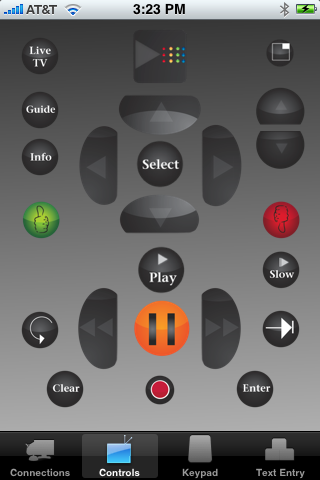 AT&T
3:23 PM
Live
TV
Guide
Info
Select
Play
Slow
Clear
Enter
Connections
Controls
Keypad
Text Entry